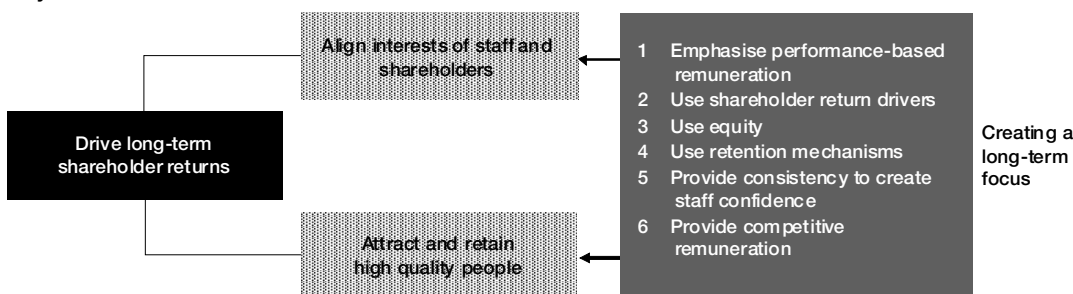 Align interests of staff and
shareholders
Drive long-term
shareholder returns
Attract and retain
high quality people
1 Emphasise performance-based
remuneration
2 Use shareholder return drivers
3 Use equity
4 Use retention mechanisms
5 Provide consistency to create
staff confidence
6 Provide competitive
remuneration
Creating a
long-term
focus